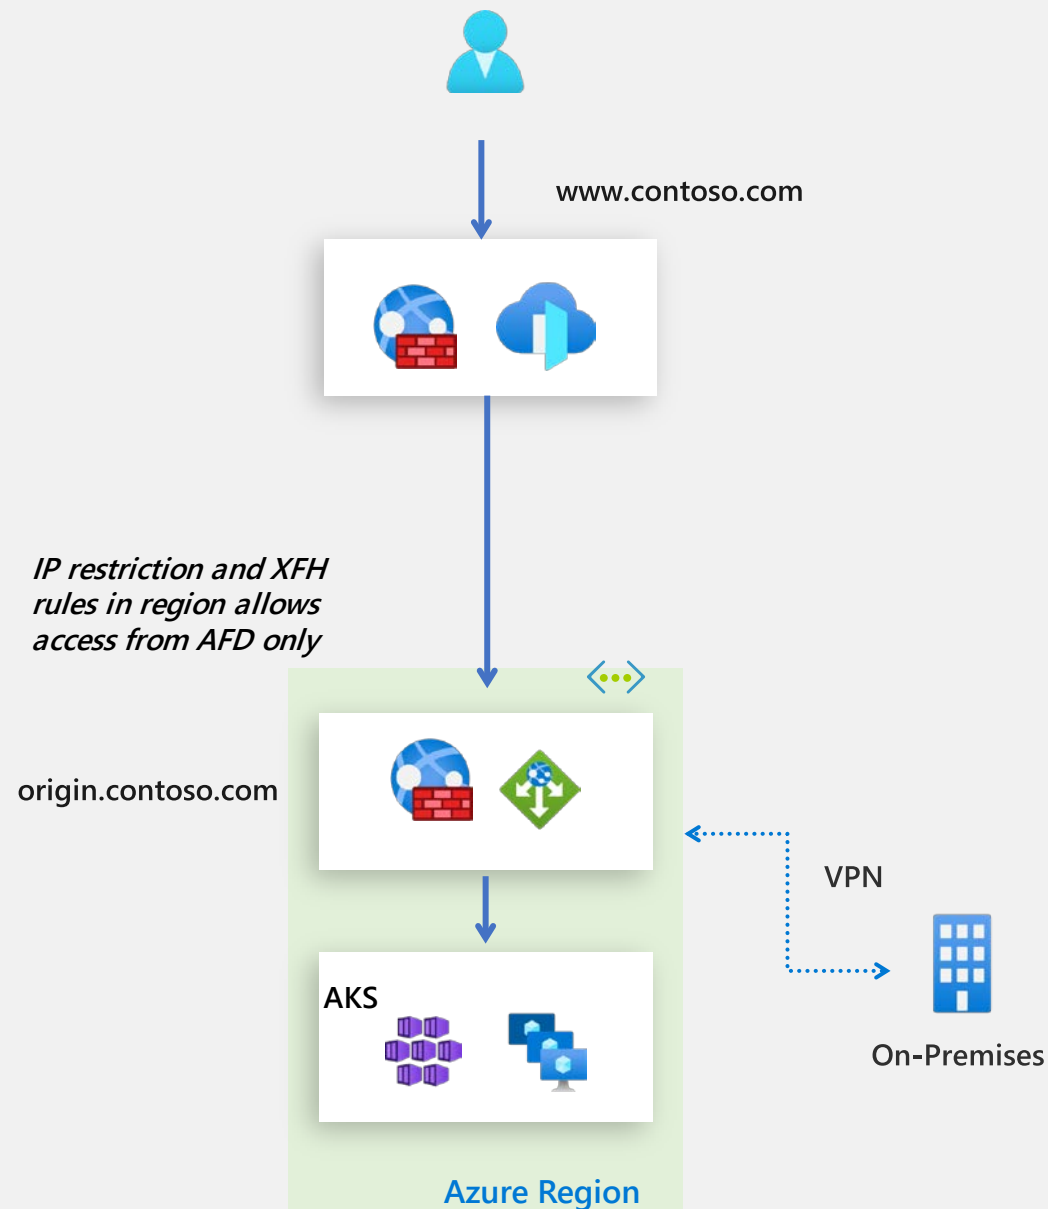 www.contoso.com
IP restriction and XFH
rules in region allows
access from AFD only
origin.contoso.com
VPN
AKS
On-Premises
Azure Region